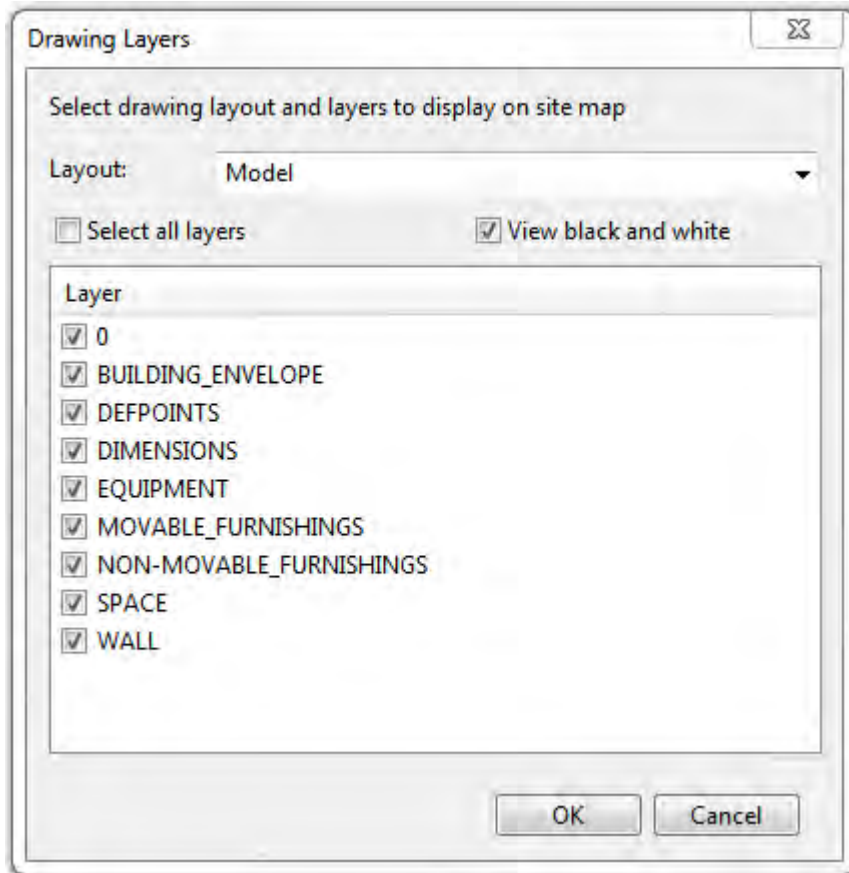 Drawing Layers
Select drawing layout and layers to display on site map
Layout: Model
Select all layers View black and white
Layer
0
BUILDING_ENVELOPE
DEFPOINTS
DIMENSIONS
EQUIPMENT
MOVABLE_FURNISHINGS
NON-MOVABLE_FURNISHINGS
SPACE
WALL
OK Cancel